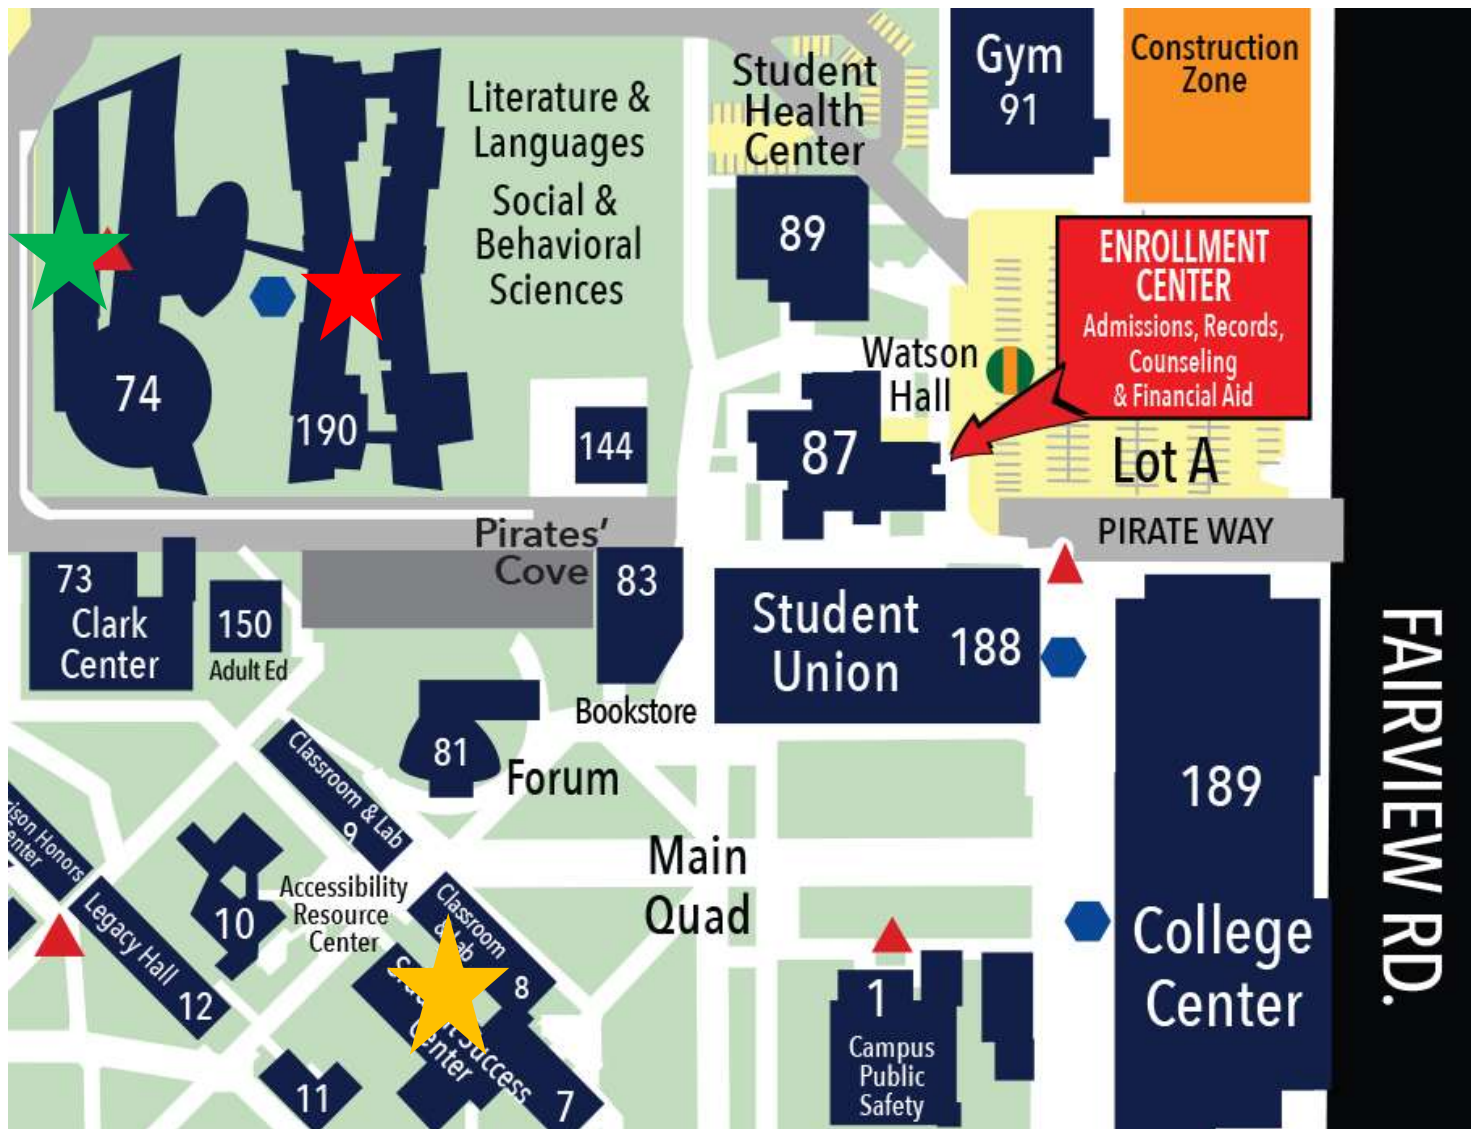 Literature &
Languages
Social &
Behavioral
Sciences
Student
Health
Center
Gym
91
Construction
Zone
89
ENROLLMENT
CENTER
Admissions, Records,
Counseling
& Financial Aid
Watson
Hall
74
190
144
87
Lot A
Pirates’
Cove
PIRATE WAY
73
Clark
Center
150
Adult Ed
83
Bookstore
Student
Union
188
FAIRVIEW RD.
81
Forum
Classroom & Lab
9
189
College
Center
Main
Quad
Honors
Legacy Hall
12
10
Accessibility
Resource
Center
Classroom
8
Success
Center
7
11
1
Campus
Public
Safety